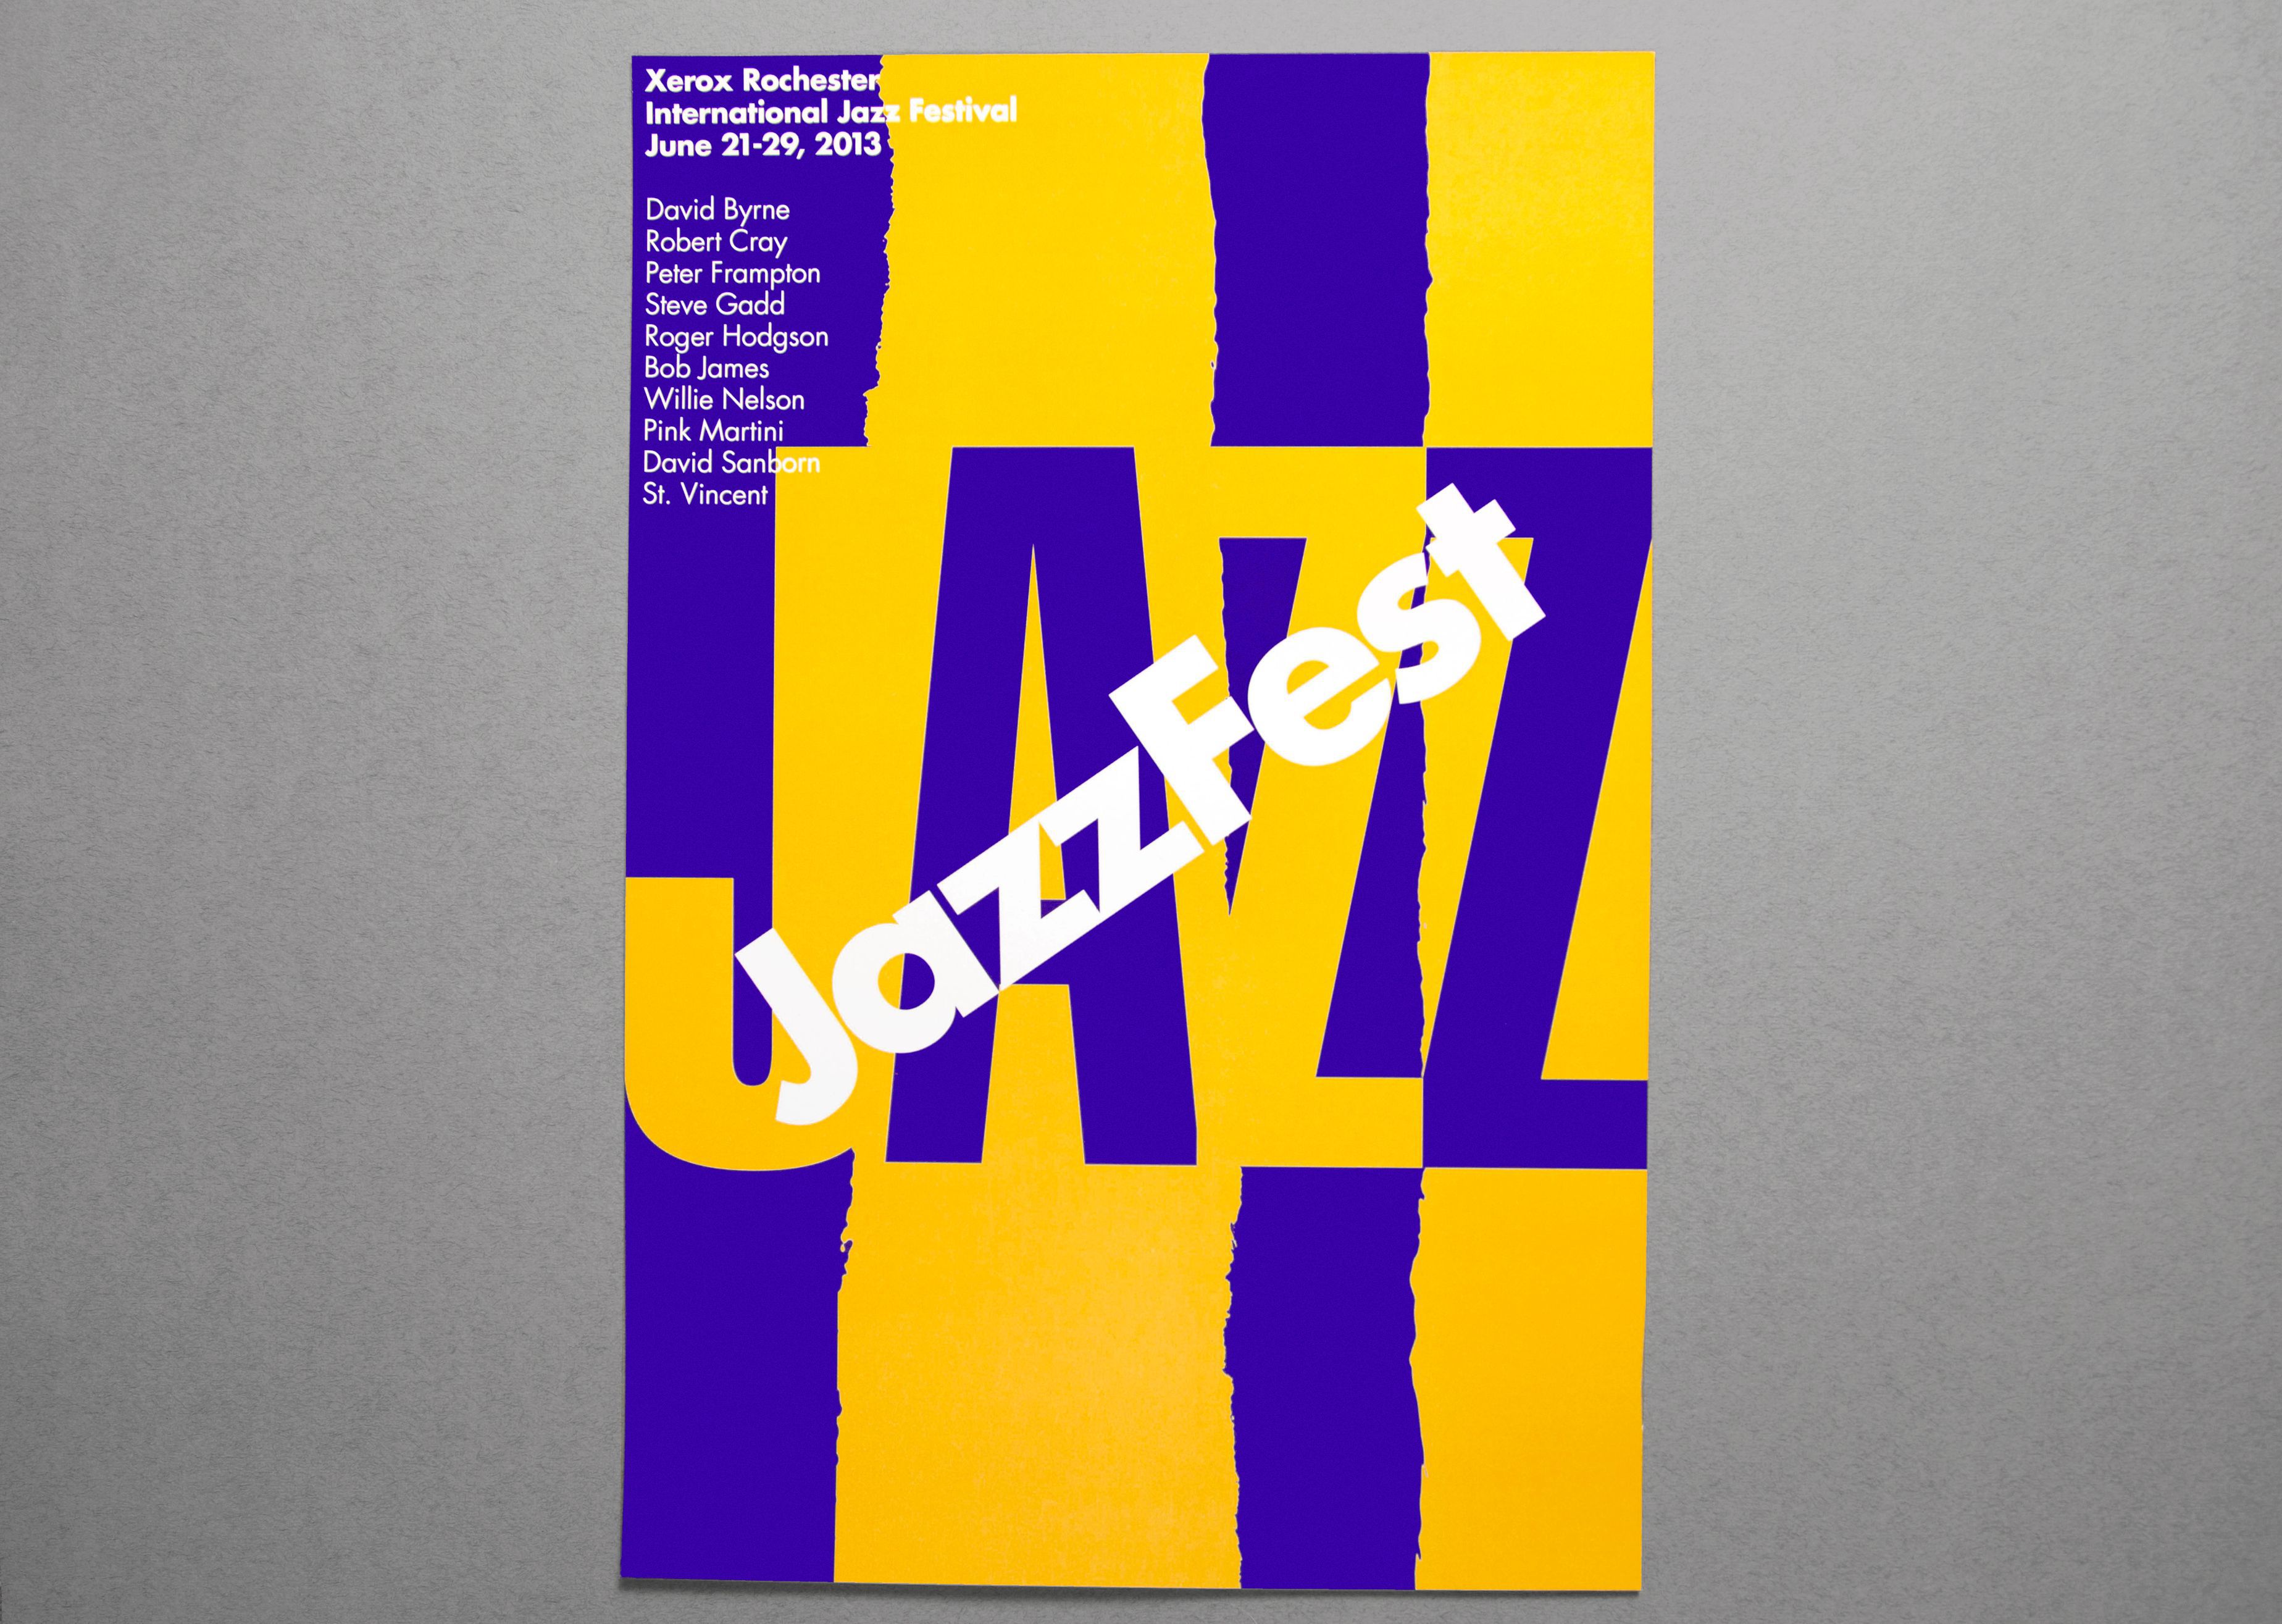 Xerox Rochester
International Jazz Festival
June 21-29, 2013
David Byrne
Robert Cray
Peter Frampton
Steve Gadd
Roger Hodgson
Bob James
Willie Nelson
Pink Martini
David Sanborn
St. Vincent
JAZZ
JazzFest